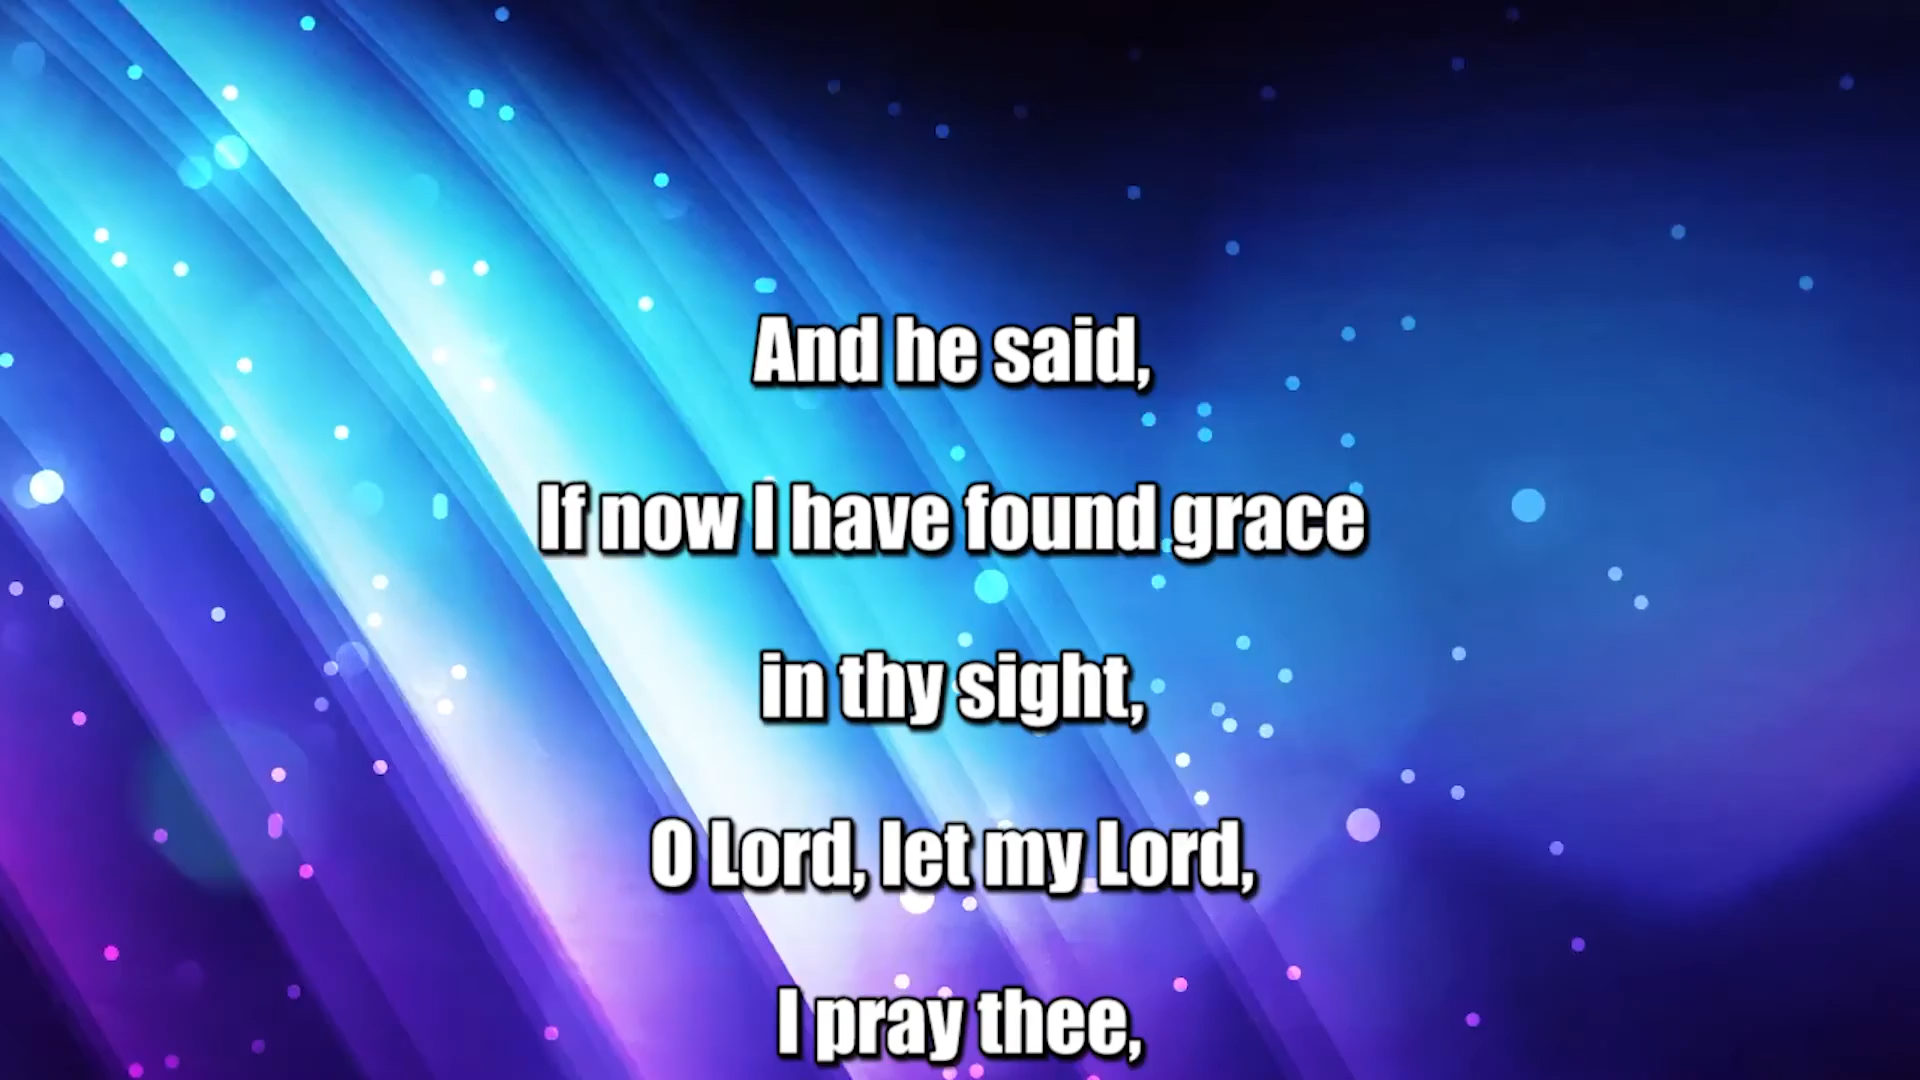 And he said,
If now I have found grace
in thy sight,
O Lord, let my Lord,
I pray thee,